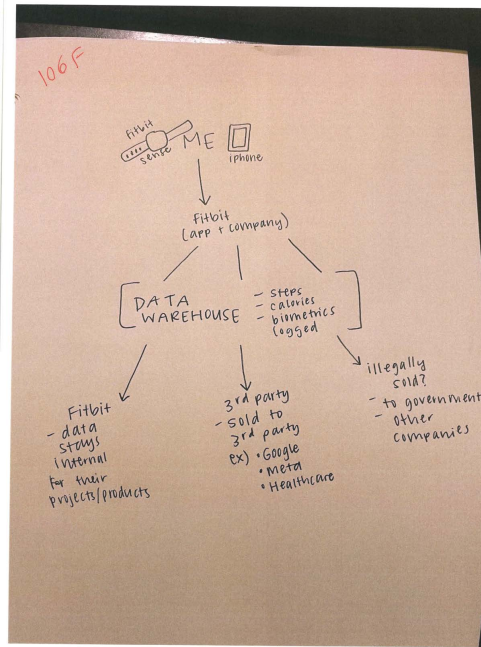 106F
Fitbit
sense
ME
iphone
Fitbit
(app + company)
DATA
WAREHOUSE
- steps
- calories
- biometrics
logged
Fitbit
- data
stays
internal
for their
projects/products
3rd party
- sold to
3rd party
ex) • Google
• Meta
• Healthcare
illegally
sold?
- to government
- other
companies